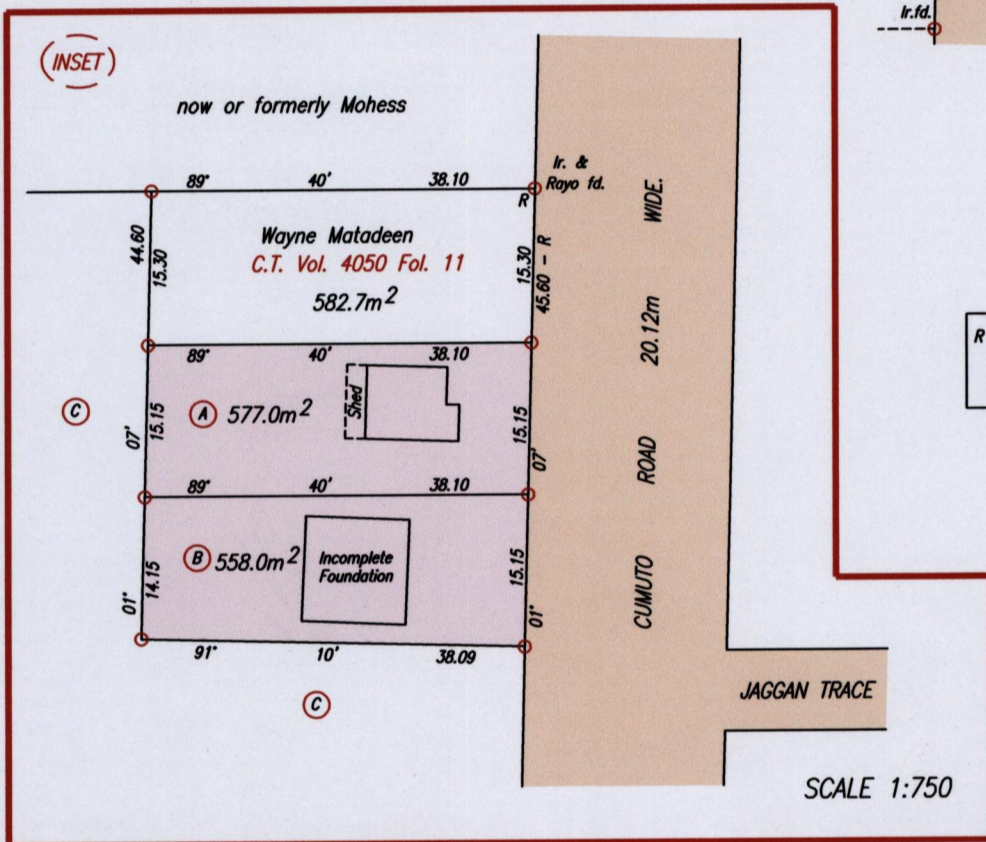 Ir.fd.
(INSET)
now or formerly Mohess
Ir. &
Rayo fd.
89° 40' 38.10
R
Wayne Matadeen
C.T. Vol. 4050 Fol. 11
582.7m²
44.60
15.30
15.30
45.60 - R
89° 40' 38.10
C
A 577.0m²
Shed
07'
15.15
15.15
07'
89° 40' 38.10
B 558.0m²
Incomplete
Foundation
01°
14.15
15.15
01°
91° 10' 38.09
C
CUMUTO ROAD 20.12m WIDE.
R
JAGGAN TRACE
SCALE 1:750